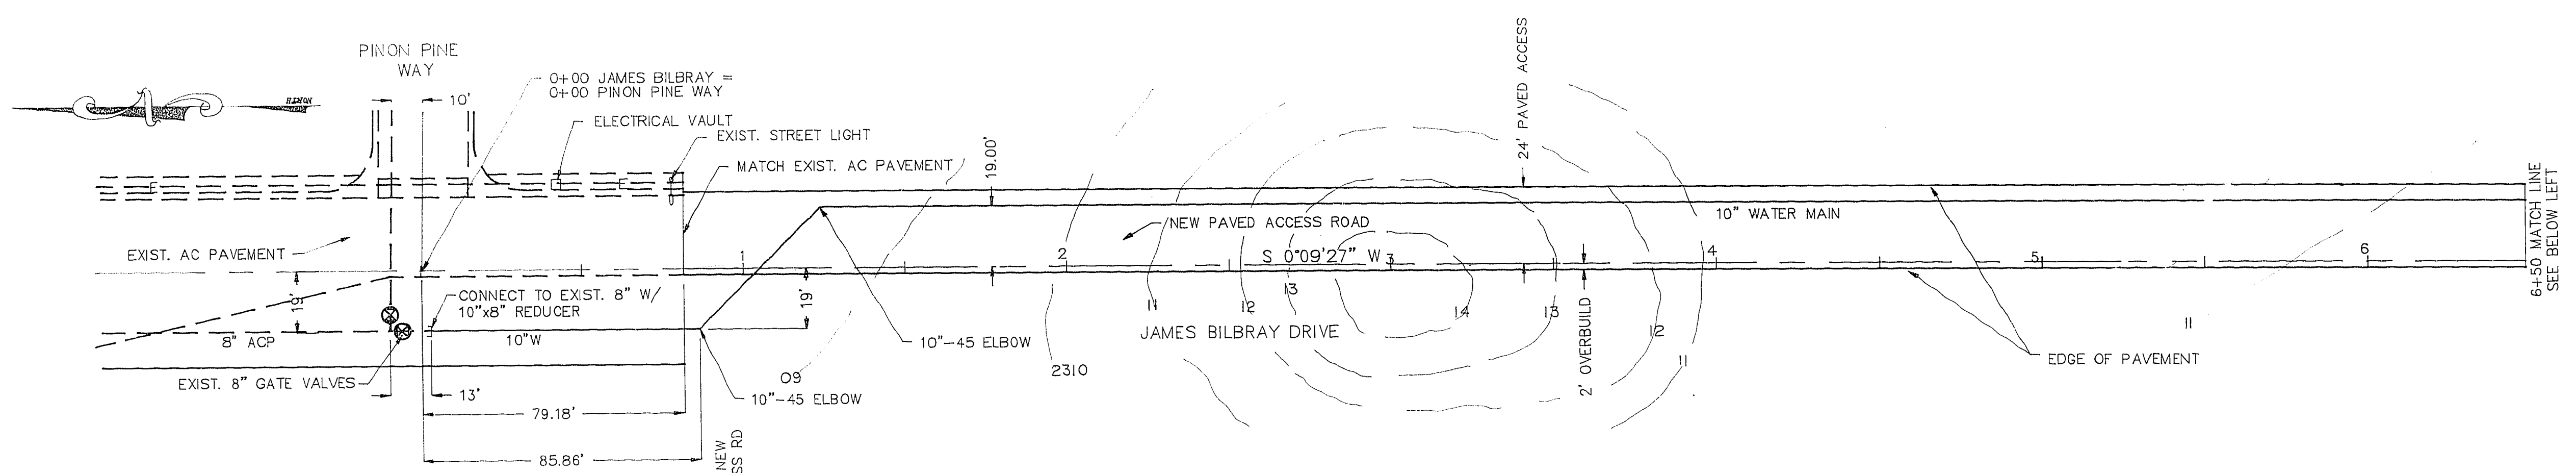 PINON PINE
WAY
NORTH
10'
0+00 JAMES BILBRAY =
0+00 PINON PINE WAY
ELECTRICAL VAULT
EXIST. STREET LIGHT
MATCH EXIST. AC PAVEMENT
19.00'
24' PAVED ACCESS
10" WATER MAIN
NEW PAVED ACCESS ROAD
EXIST. AC PAVEMENT
S 0°09'27" W
1
2
3
4
5
6
6+50 MATCH LINE
SEE BELOW LEFT
19'
CONNECT TO EXIST. 8" W/
10"x8" REDUCER
19'
8" ACP
10"W
11
12
13
14
13
12
11
11
JAMES BILBRAY DRIVE
10"-45 ELBOW
2' OVERBUILD
EDGE OF PAVEMENT
EXIST. 8" GATE VALVES
09
2310
13'
10"-45 ELBOW
79.18'
85.86'
NEW
SS RD